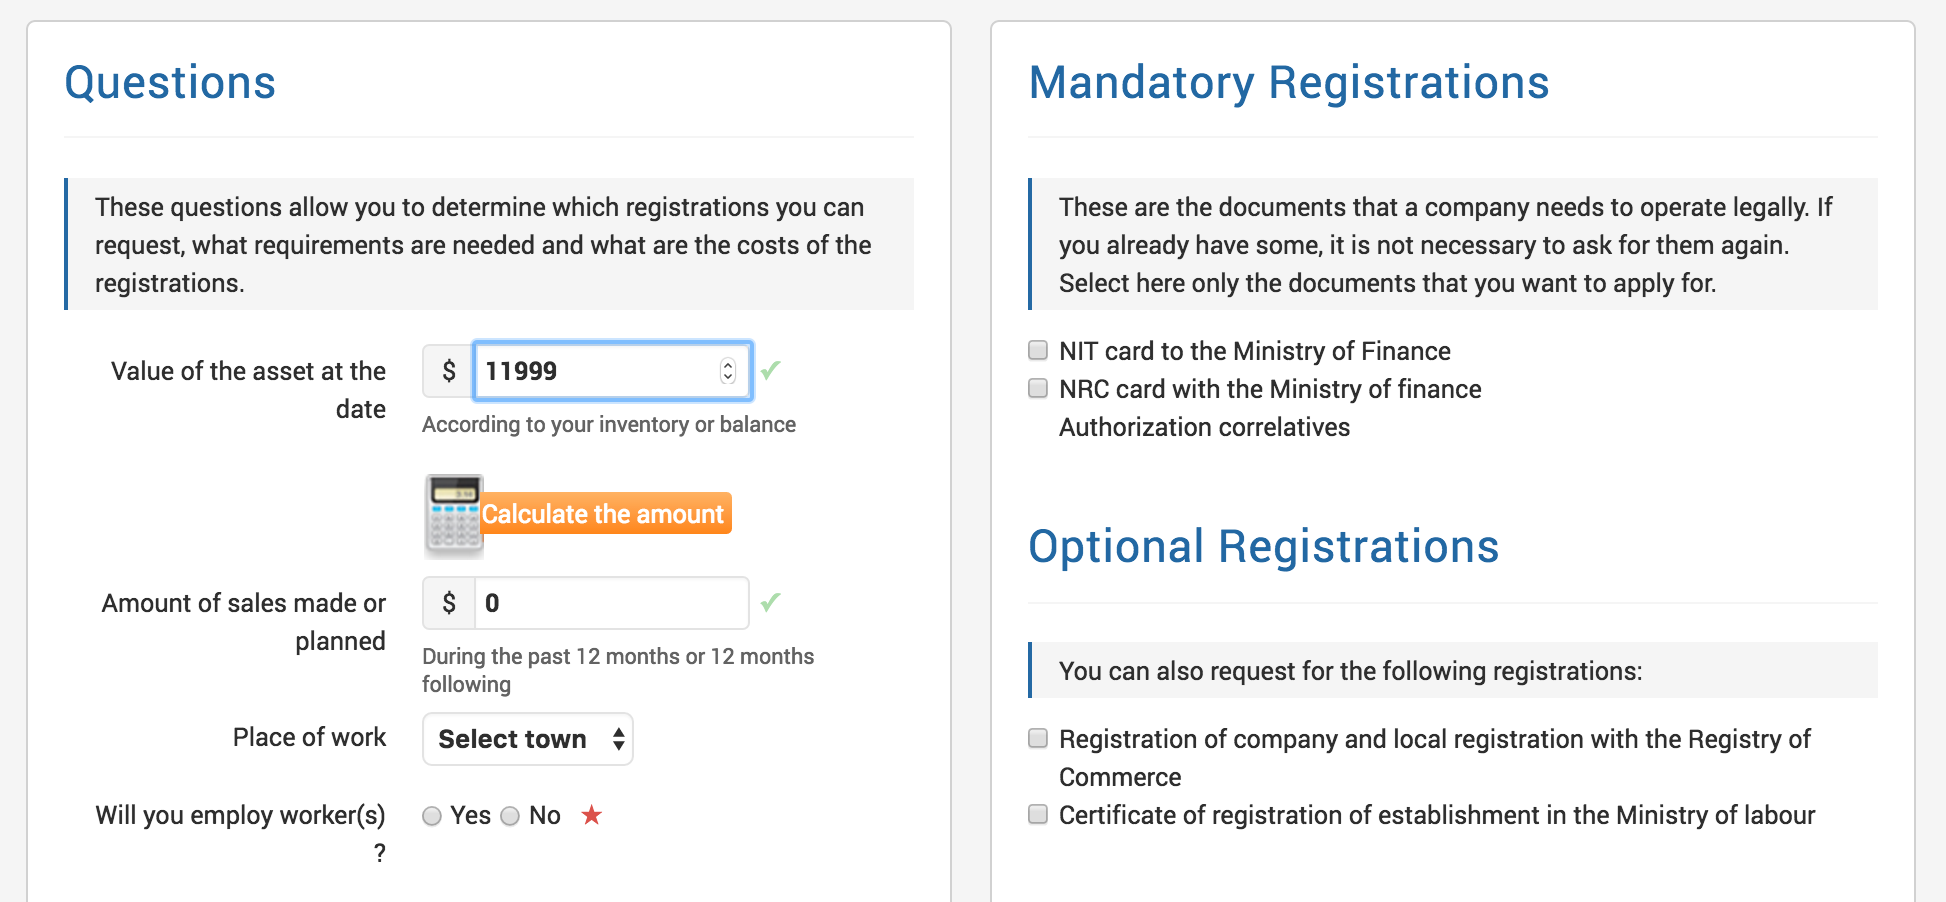 Questions
These questions allow you to determine which registrations you can
request, what requirements are needed and what are the costs of the
registrations.
Value of the asset at the
date
$ 11999
According to your inventory or balance
Calculate the amount
Amount of sales made or
planned
$ 0
During the past 12 months or 12 months
following
Place of work
Select town
Will you employ worker(s)
?
Yes No
Mandatory Registrations
These are the documents that a company needs to operate legally. If
you already have some, it is not necessary to ask for them again.
Select here only the documents that you want to apply for.
NIT card to the Ministry of Finance
NRC card with the Ministry of finance
Authorization correlatives
Optional Registrations
You can also request for the following registrations:
Registration of company and local registration with the Registry of
Commerce
Certificate of registration of establishment in the Ministry of labour